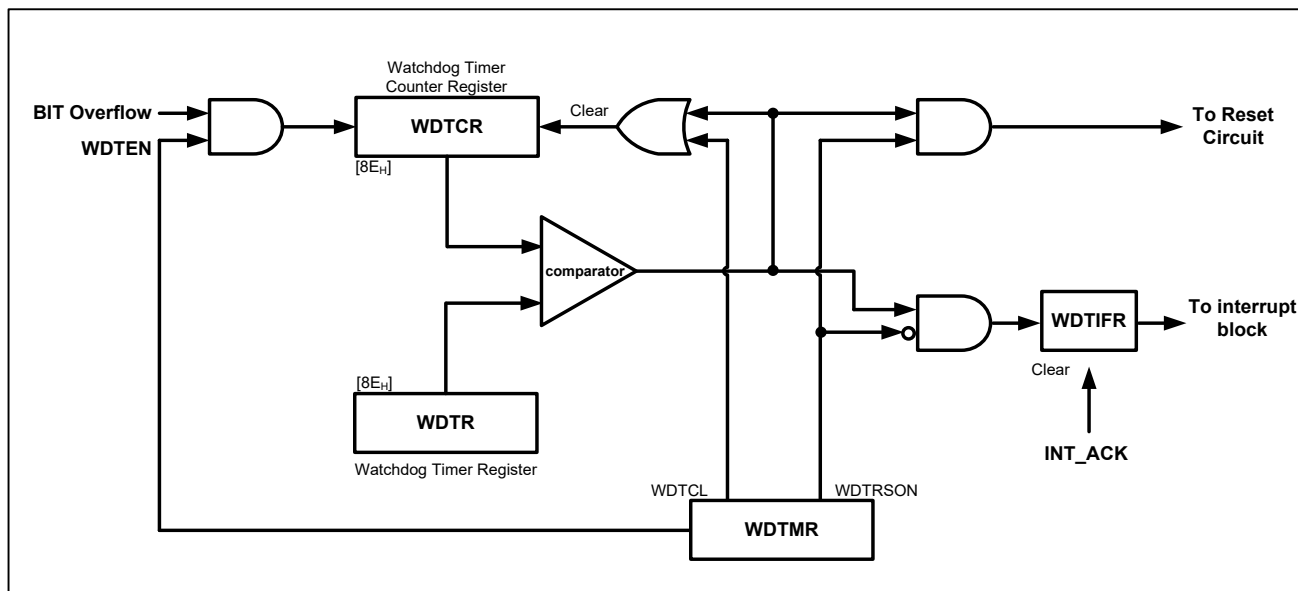 Watchdog Timer
Counter Register
BIT Overflow
WDTEN
WDTCR
Clear
To Reset
Circuit
[8EH]
comparator
WDTIFR
To interrupt
block
Clear
[8EH]
WDTR
Watchdog Timer Register
INT_ACK
WDTCL
WDTRSON
WDTMR